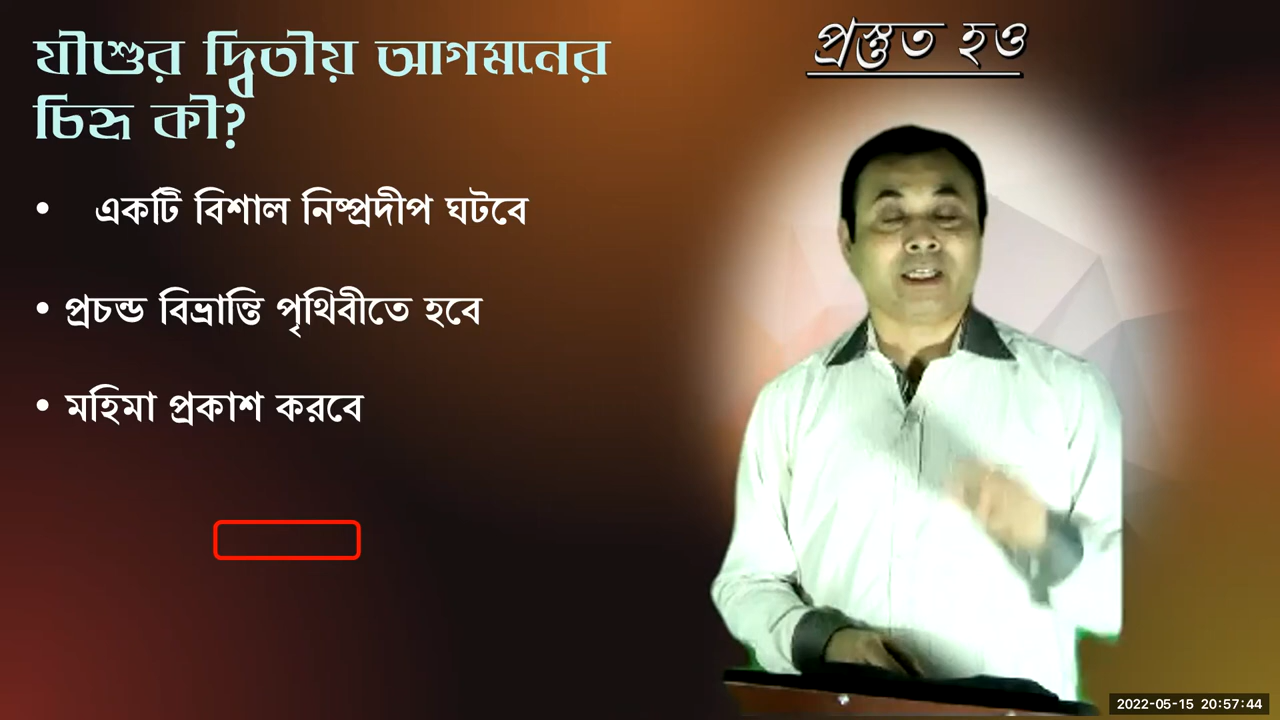 যীশুর দ্বিতীয় আগমনের
চিহ্ন কী?
প্রস্তুত হও
• একটি বিশাল নিষ্প্রদীপ ঘটবে
• প্রচন্ড বিভ্রান্তি পৃথিবীতে হবে
• মহিমা প্রকাশ করবে
2022-05-15 20:57:44